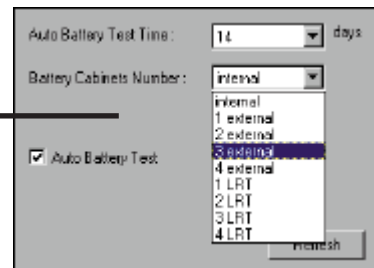 Auto Battery Test Time: 14 days
Battery Cabinets Number: internal
internal
1 external
2 external
3 external
4 external
1 LRT
2 LRT
3 LRT
4 LRT
Auto Battery Test
Refresh